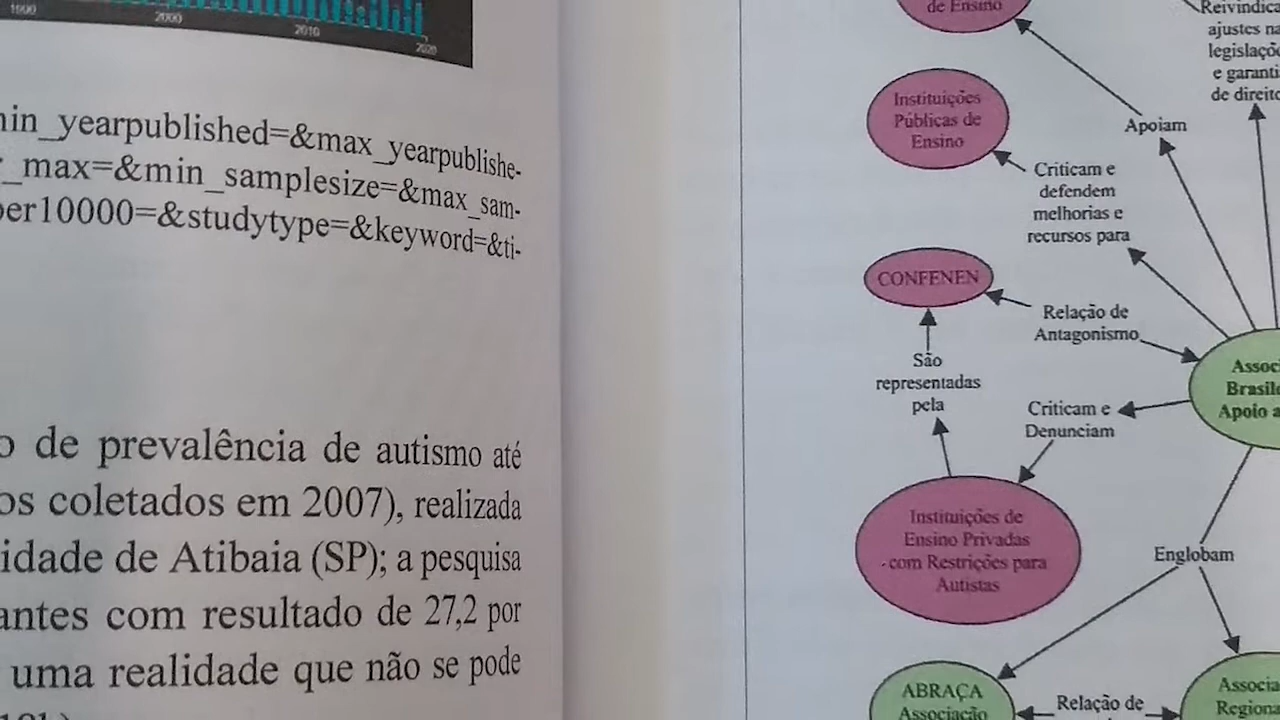 1990
2000
2010
2020
min_yearpublished=&max_yearpublishe-
_max=&min_samplesize=&max_sam-
per10000=&studytype=&keyword=&ti-
o de prevalência de autismo até
os coletados em 2007), realizada
idade de Atibaia (SP); a pesquisa
antes com resultado de 27,2 por
uma realidade que não se pode
de Ensino
Reivindica
ajustes na
legislaçõ
e garanti
de direito
Instituições
Públicas de
Ensino
Apoiam
Criticam e
defendem
melhorias e
recursos para
CONFENEN
Relação de
Antagonismo
São
representadas
pela
Associ
Brasile
Apoio a
Criticam e
Denunciam
Instituições de
Ensino Privadas
com Restrições para
Autistas
Englobam
ABRAÇA
Associação
Relação de
Associa
Regiona